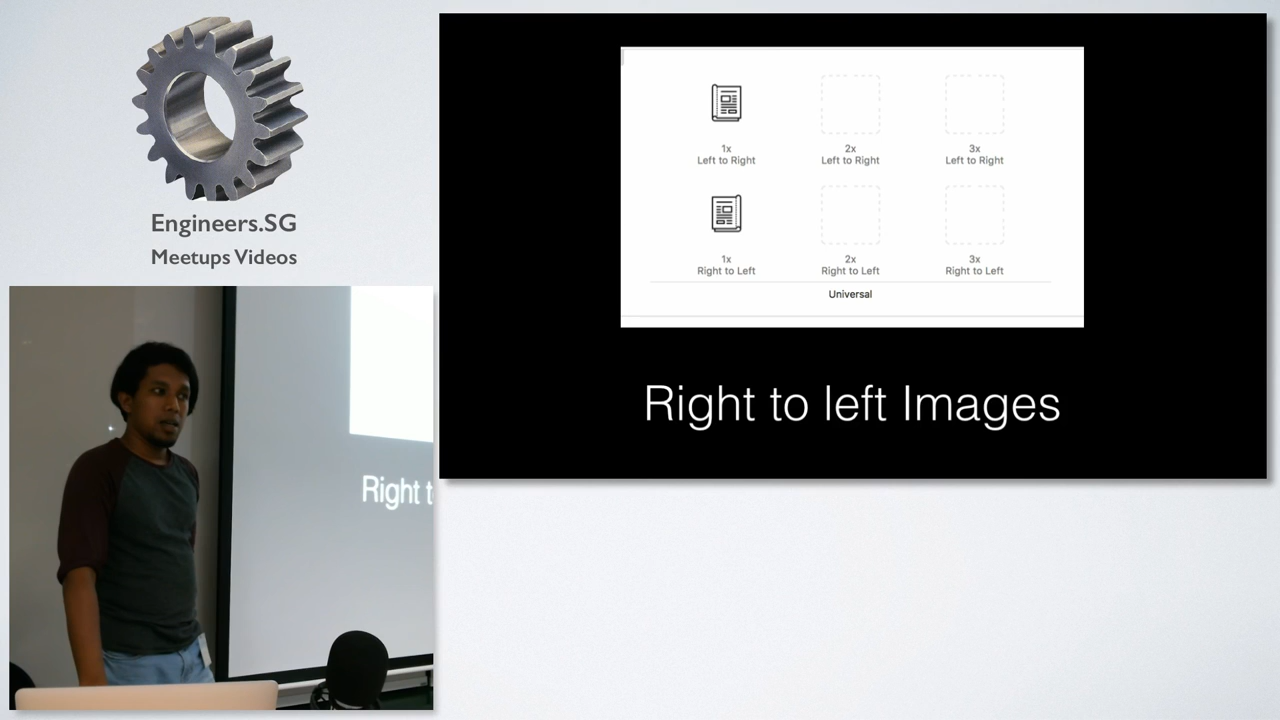 Engineers.SG
Meetups Videos
1x
Left to Right
2x
Left to Right
3x
Left to Right
1x
Right to Left
2x
Right to Left
3x
Right to Left
Universal
Right to left Images
Right t